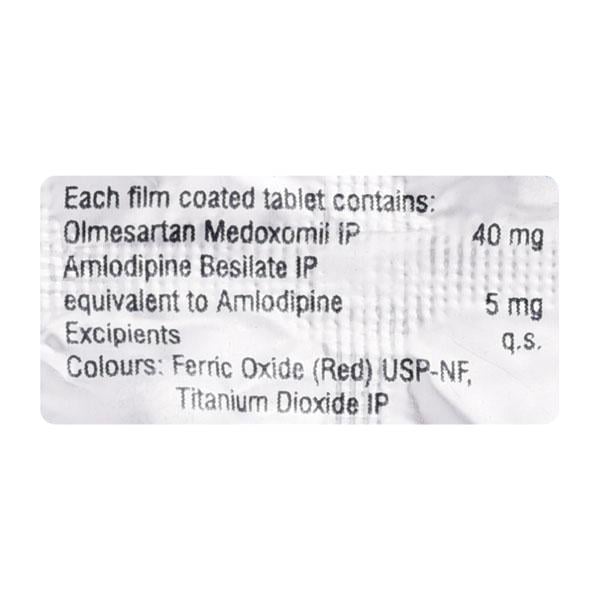 Each film coated tablet contains:
Olmesartan Medoxomil IP 40 mg
Amlodipine Besilate IP
equivalent to Amlodipine 5 mg
Excipients q.s.
Colours: Ferric Oxide (Red) USP-NF,
Titanium Dioxide IP